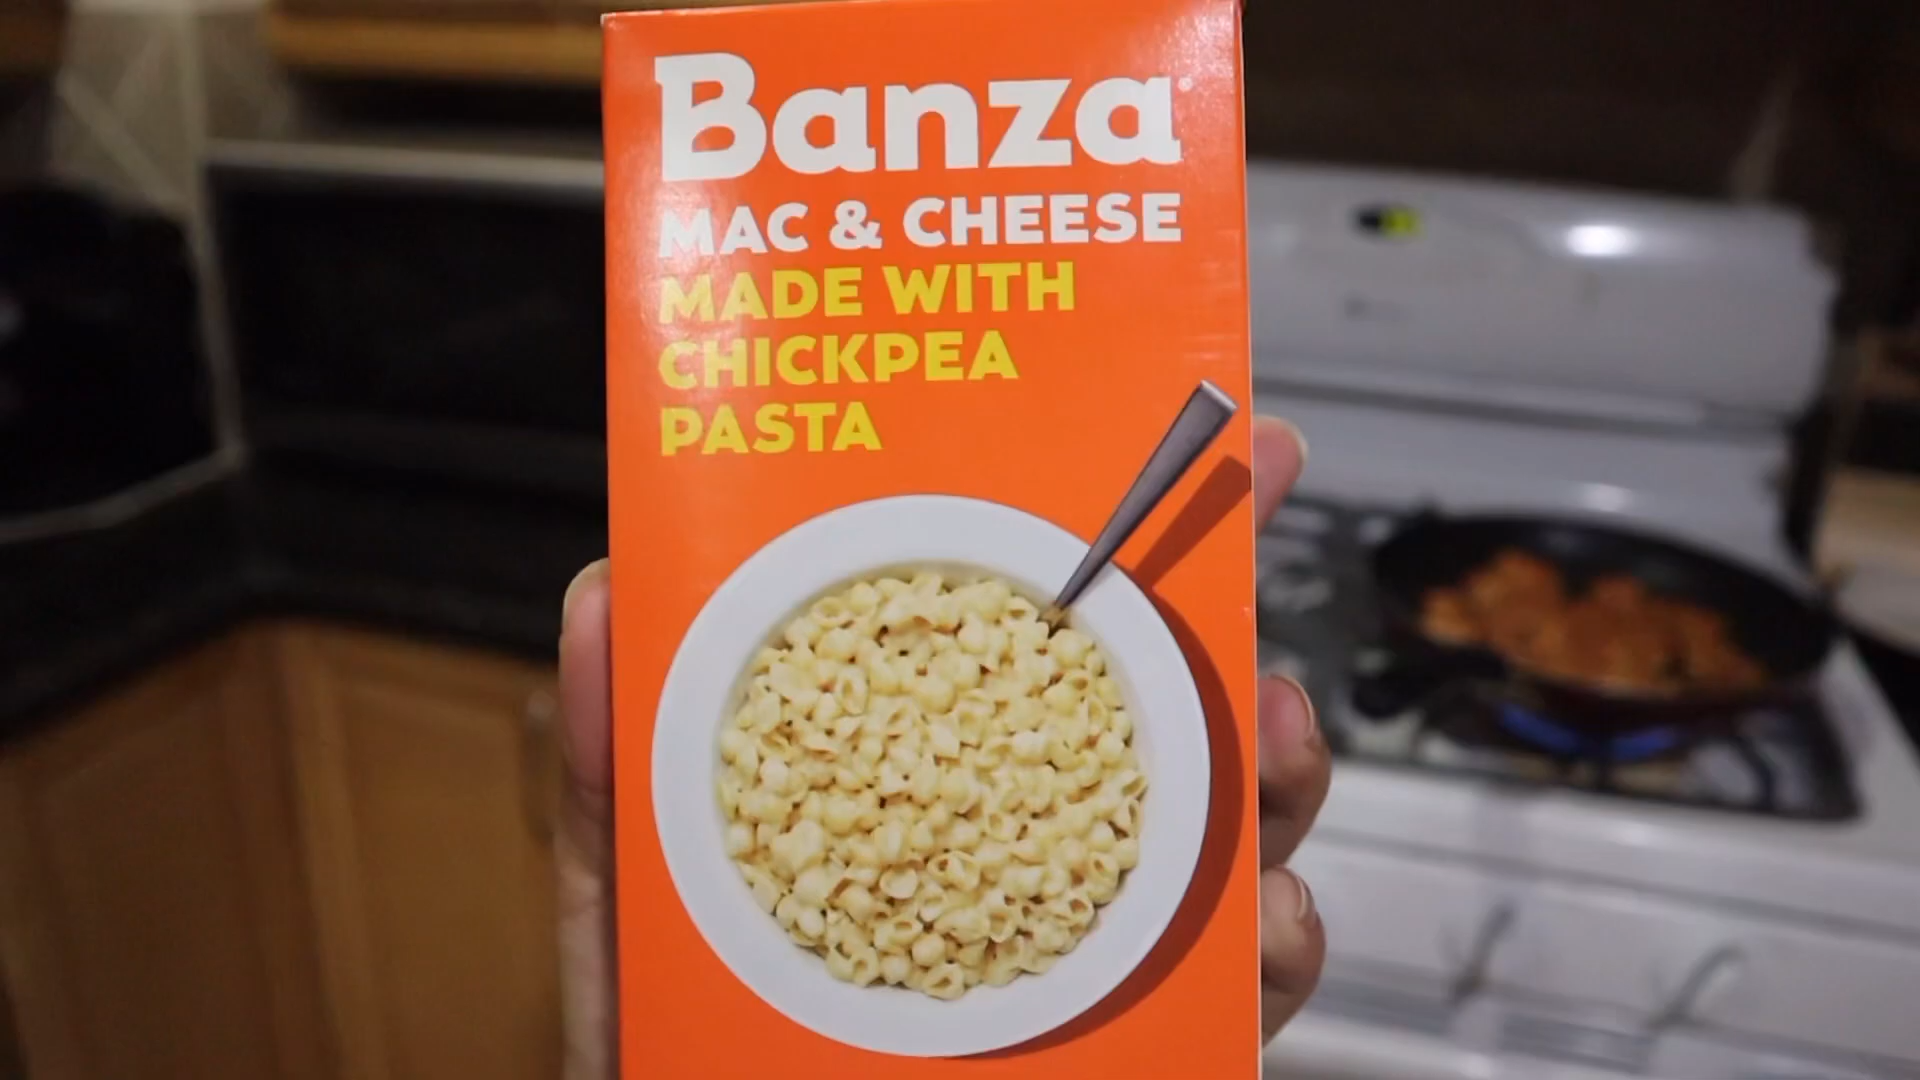 Banza®
MAC & CHEESE
MADE WITH
CHICKPEA
PASTA